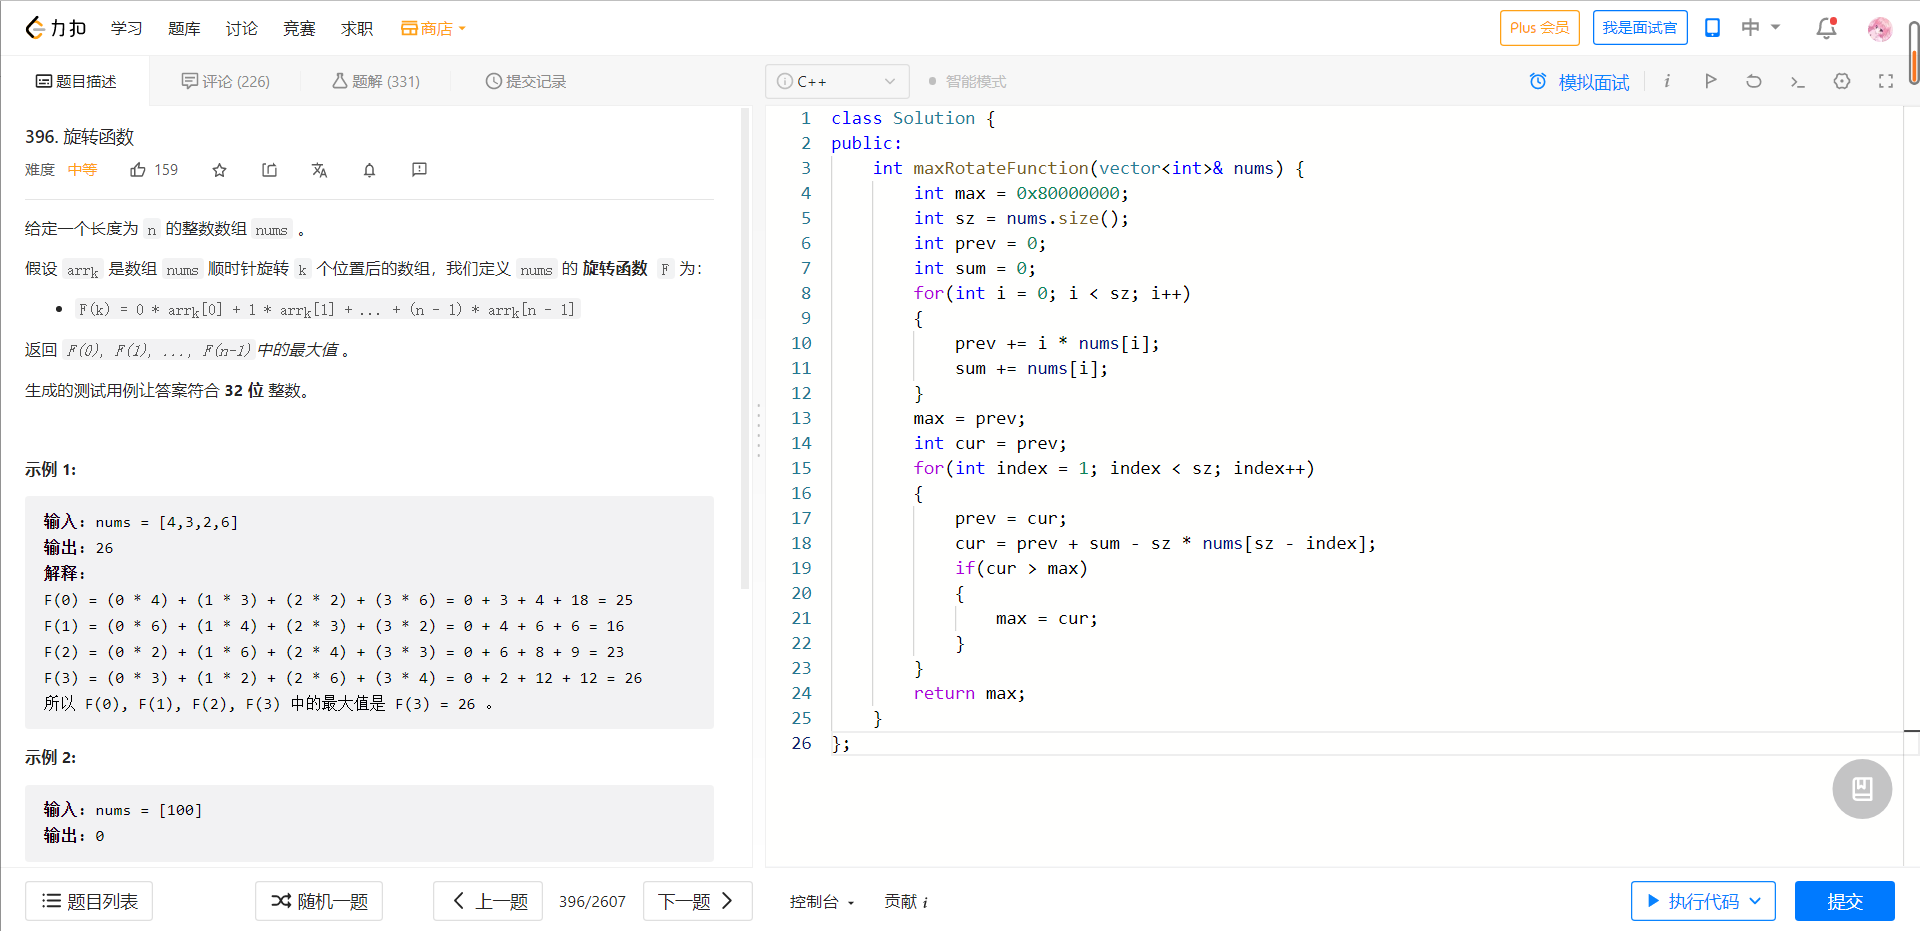 力扣 学习 题库 讨论 竞赛 求职 商店 Plus 会员 我是面试官 中
题目描述 评论 (226) 题解 (331) 提交记录
396. 旋转函数
难度 中等 159
给定一个长度为 n 的整数数组 nums 。
假设 arrk 是数组 nums 顺时针旋转 k 个位置后的数组，我们定义 nums 的 旋转函数 F 为：
F(k) = 0 * arrk[0] + 1 * arrk[1] + ... + (n - 1) * arrk[n - 1]
返回 F(0), F(1), ..., F(n-1) 中的最大值 。
生成的测试用例让答案符合 32 位 整数。
示例 1:
输入: nums = [4,3,2,6]
输出: 26
解释:
F(0) = (0 * 4) + (1 * 3) + (2 * 2) + (3 * 6) = 0 + 3 + 4 + 18 = 25
F(1) = (0 * 6) + (1 * 4) + (2 * 3) + (3 * 2) = 0 + 4 + 6 + 6 = 16
F(2) = (0 * 2) + (1 * 6) + (2 * 4) + (3 * 3) = 0 + 6 + 8 + 9 = 23
F(3) = (0 * 3) + (1 * 2) + (2 * 6) + (3 * 4) = 0 + 2 + 12 + 12 = 26
所以 F(0), F(1), F(2), F(3) 中的最大值是 F(3) = 26 。
示例 2:
输入: nums = [100]
输出: 0
题目列表 随机一题 上一题 396/2607 下一题
C++ 智能模式 模拟面试
1 class Solution {
2 public:
3     int maxRotateFunction(vector<int>& nums) {
4         int max = 0x80000000;
5         int sz = nums.size();
6         int prev = 0;
7         int sum = 0;
8         for(int i = 0; i < sz; i++)
9         {
10             prev += i * nums[i];
11             sum += nums[i];
12         }
13         max = prev;
14         int cur = prev;
15         for(int index = 1; index < sz; index++)
16         {
17             prev = cur;
18             cur = prev + sum - sz * nums[sz - index];
19             if(cur > max)
20             {
21                 max = cur;
22             }
23         }
24         return max;
25     }
26 };
控制台 贡献 i 执行代码 提交